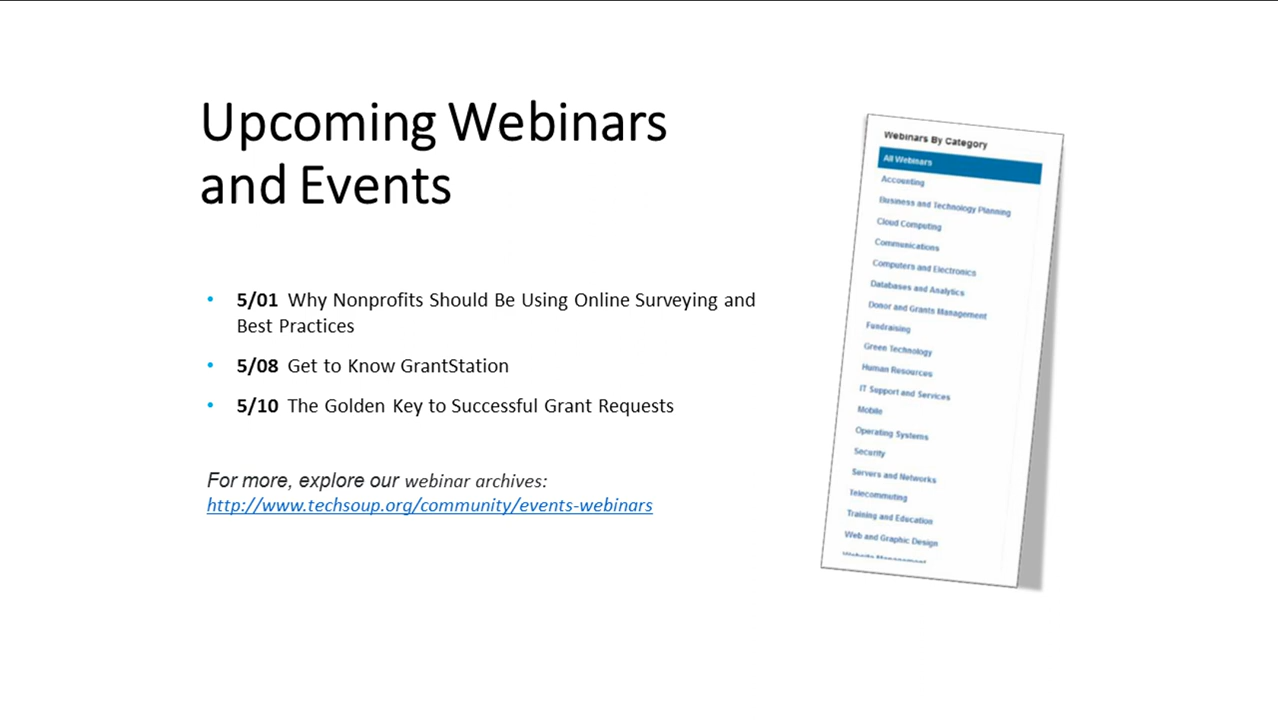 Upcoming Webinars
and Events
• 5/01 Why Nonprofits Should Be Using Online Surveying and
Best Practices
• 5/08 Get to Know GrantStation
• 5/10 The Golden Key to Successful Grant Requests
For more, explore our webinar archives:
http://www.techsoup.org/community/events-webinars
Webinars By Category
All Webinars
Accounting
Business and Technology Planning
Cloud Computing
Communications
Computers and Electronics
Databases and Analytics
Donor and Grants Management
Fundraising
Green Technology
Human Resources
IT Support and Services
Mobile
Operating Systems
Security
Servers and Networks
Telecommuting
Training and Education
Web and Graphic Design
Website Management